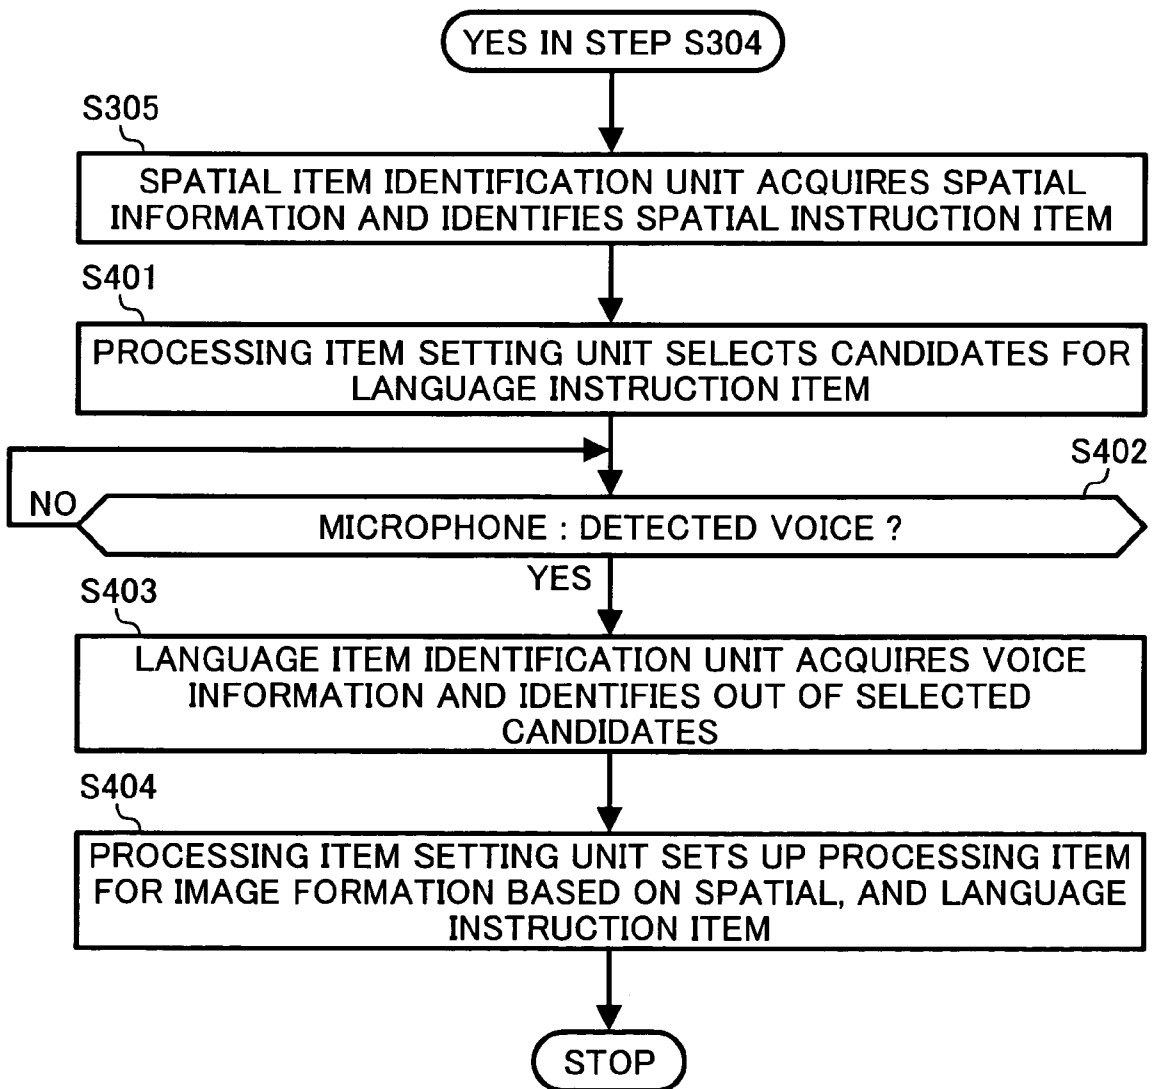 YES IN STEP S304
S305
SPATIAL ITEM IDENTIFICATION UNIT ACQUIRES SPATIAL
INFORMATION AND IDENTIFIES SPATIAL INSTRUCTION ITEM
S401
PROCESSING ITEM SETTING UNIT SELECTS CANDIDATES FOR
LANGUAGE INSTRUCTION ITEM
S402
NO
MICROPHONE : DETECTED VOICE ?
YES
S403
LANGUAGE ITEM IDENTIFICATION UNIT ACQUIRES VOICE
INFORMATION AND IDENTIFIES OUT OF SELECTED
CANDIDATES
S404
PROCESSING ITEM SETTING UNIT SETS UP PROCESSING ITEM
FOR IMAGE FORMATION BASED ON SPATIAL, AND LANGUAGE
INSTRUCTION ITEM
STOP